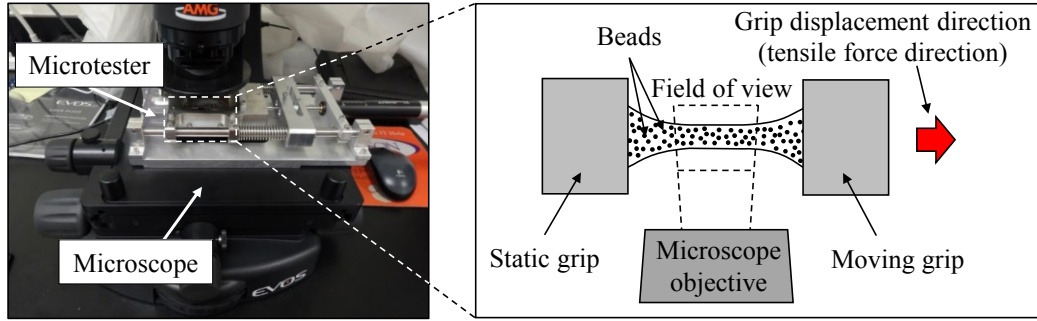 AMG
Microtester
EVOS
Microscope
EVOS
Beads
Grip displacement direction
(tensile force direction)
Field of view
Static grip
Microscope
objective
Moving grip